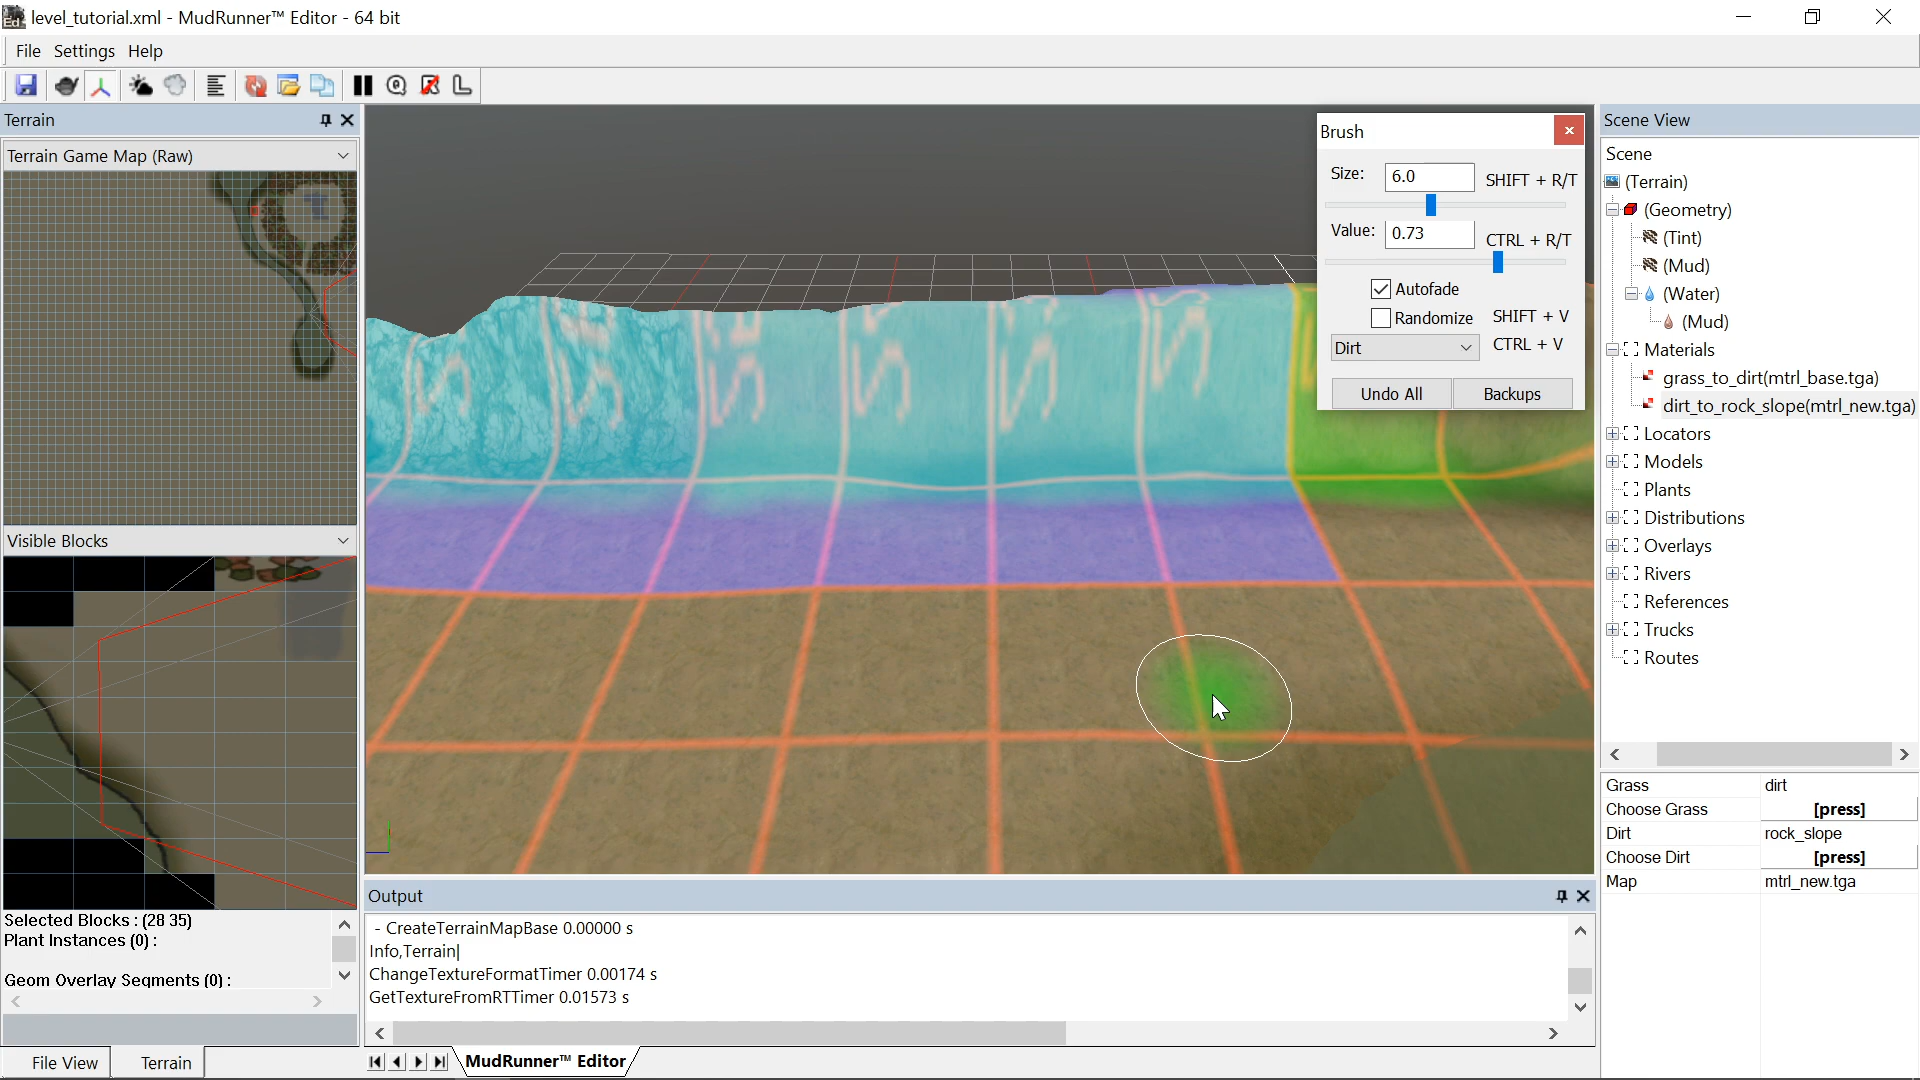 level_tutorial.xml - MudRunner™ Editor - 64 bit
File Settings Help
Terrain
Terrain Game Map (Raw)
Visible Blocks
Selected Blocks : (28 35)
Plant Instances (0) :
Geom Overlay Segments (0) :
File View
Terrain
Brush
Size:
6.0
SHIFT + R/T
Value:
0.73
CTRL + R/T
Autofade
Randomize
SHIFT + V
Dirt
CTRL + V
Undo All
Backups
Output
- CreateTerrainMapBase 0.00000 s
Info,Terrain|
ChangeTextureFormatTimer 0.00174 s
GetTextureFromRTTimer 0.01573 s
MudRunner™ Editor
Scene View
Scene
(Terrain)
(Geometry)
(Tint)
(Mud)
(Water)
(Mud)
Materials
grass_to_dirt(mtrl_base.tga)
dirt_to_rock_slope(mtrl_new.tga)
Locators
Models
Plants
Distributions
Overlays
Rivers
References
Trucks
Routes
Grass dirt
Choose Grass [press]
Dirt rock_slope
Choose Dirt [press]
Map mtrl_new.tga